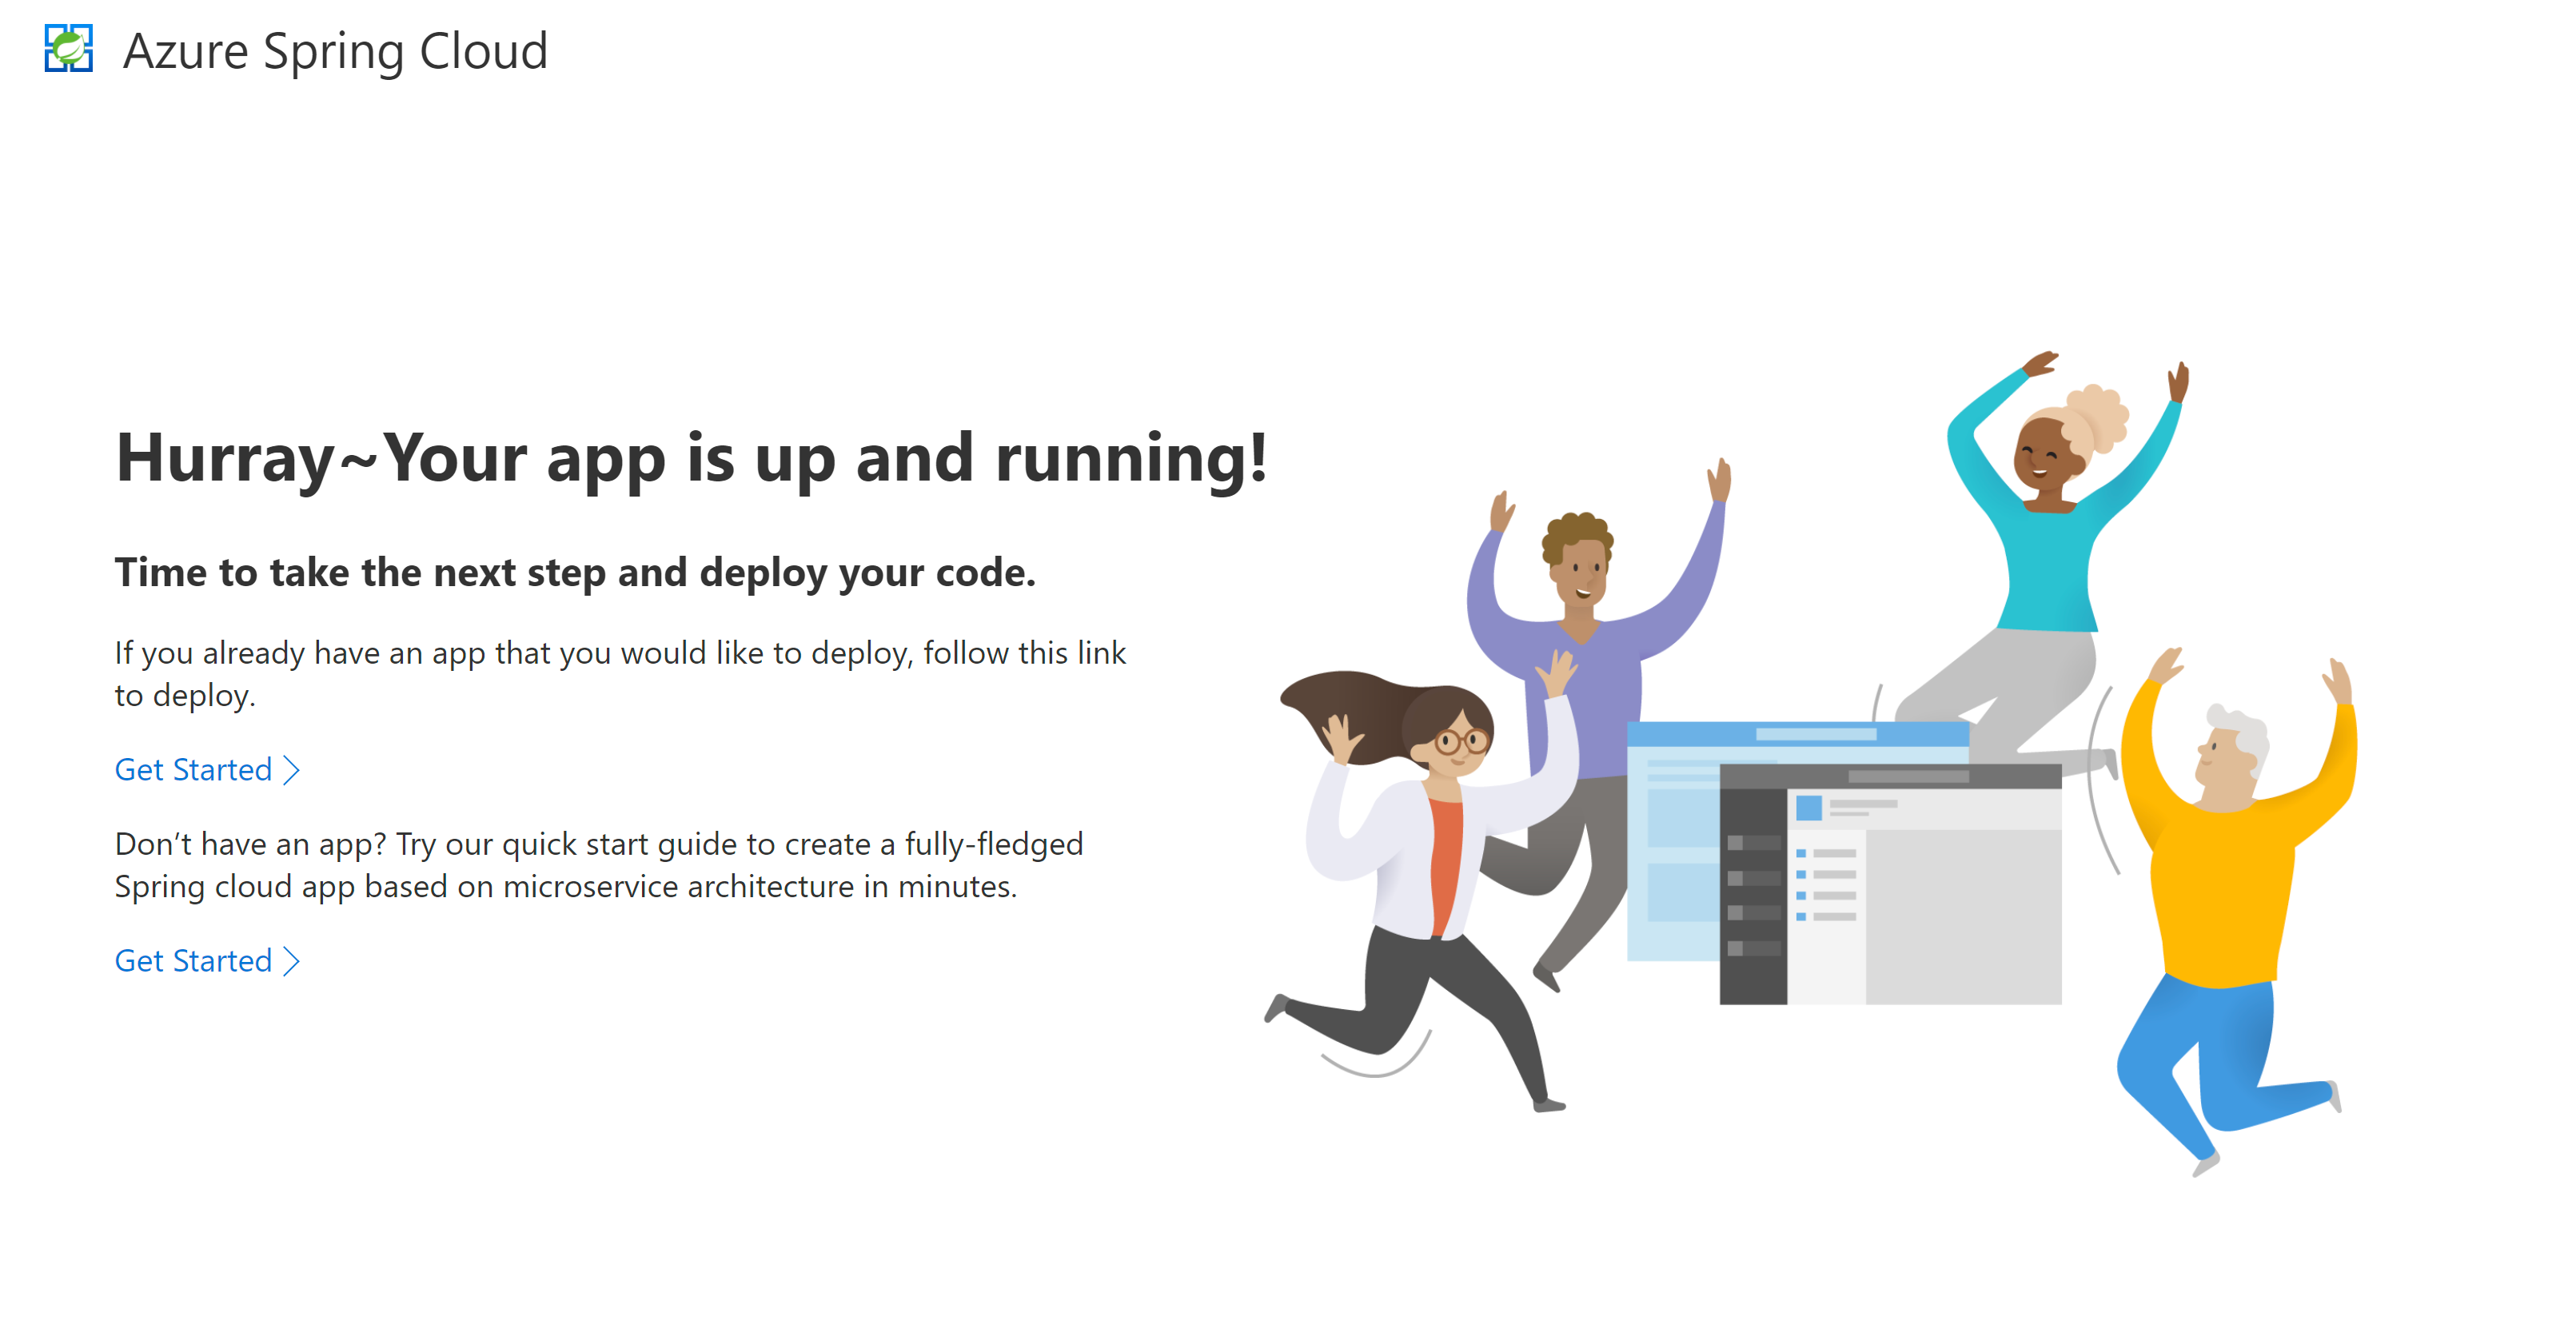 Azure Spring Cloud
Hurray~Your app is up and running!
Time to take the next step and deploy your code.
If you already have an app that you would like to deploy, follow this link
to deploy.
Get Started
Don’t have an app? Try our quick start guide to create a fully-fledged
Spring cloud app based on microservice architecture in minutes.
Get Started